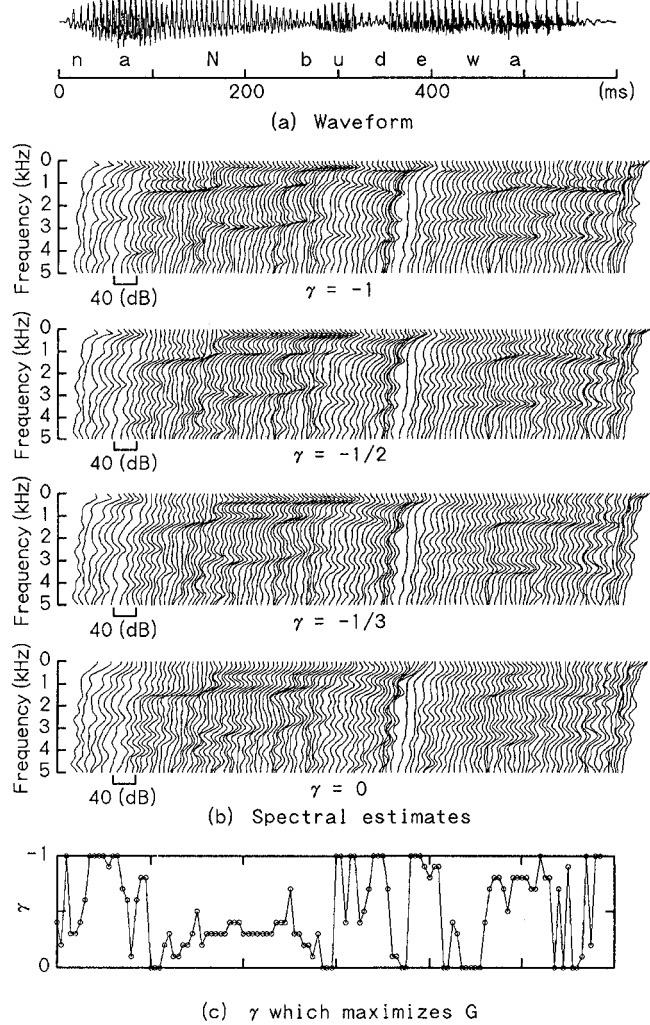 n a N b u d e w a
0 200 400 (ms)
(a) Waveform
Frequency (kHz)
0
1
2
3
4
5
40 (dB)
γ = -1
Frequency (kHz)
0
1
2
3
4
5
40 (dB)
γ = -1/2
Frequency (kHz)
0
1
2
3
4
5
40 (dB)
γ = -1/3
Frequency (kHz)
0
1
2
3
4
5
40 (dB)
γ = 0
(b) Spectral estimates
-1
γ
0
(c) γ which maximizes G